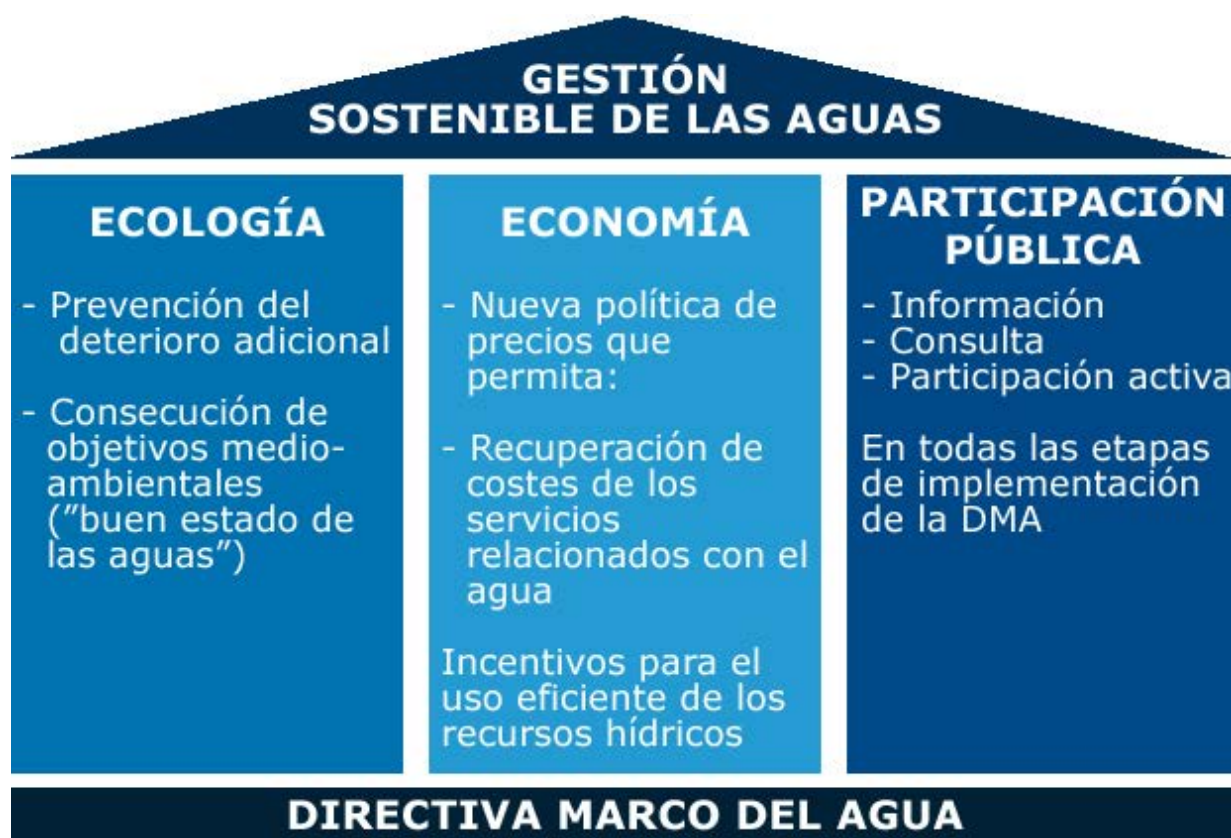 GESTIÓN
SOSTENIBLE DE LAS AGUAS
ECOLOGÍA
- Prevención del
deterioro adicional
- Consecución de
objetivos medio-
ambientales
("buen estado de
las aguas")
ECONOMÍA
- Nueva política de
precios que
permita:
- Recuperación de
costes de los
servicios
relacionados con el
agua
Incentivos para el
uso eficiente de los
recursos hídricos
PARTICIPACIÓN
PÚBLICA
- Información
- Consulta
- Participación activa
En todas las etapas
de implementación
de la DMA
DIRECTIVA MARCO DEL AGUA